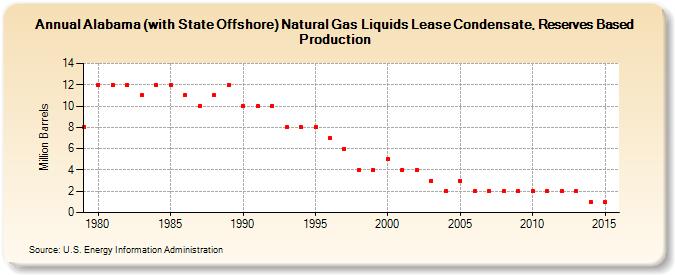 Annual Alabama (with State Offshore) Natural Gas Liquids Lease Condensate, Reserves Based
Production
Million Barrels
14
12
10
8
6
4
2
0
1980 1985 1990 1995 2000 2005 2010 2015
Source: U.S. Energy Information Administration